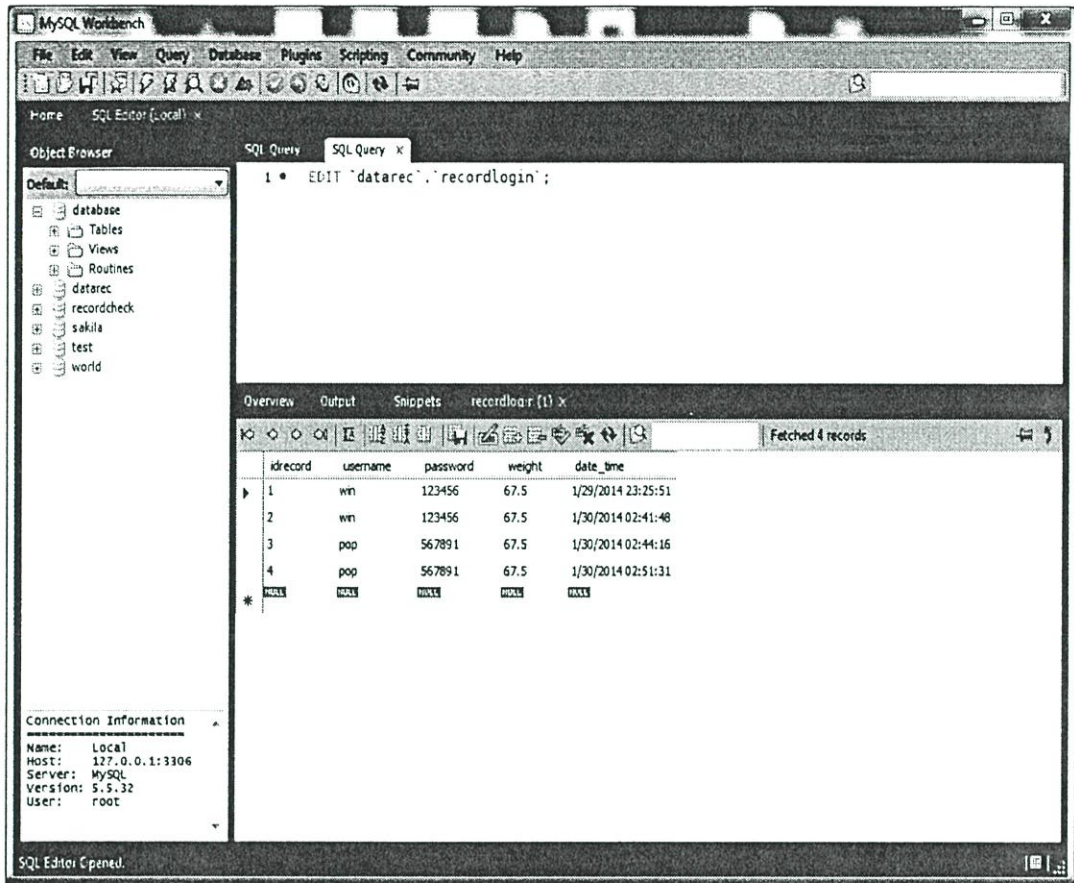 MySQL Workbench
File Edit View Query Database Plugins Scripting Community Help
Home SQL Editor (Local) ×
Object Browser
SQL Query SQL Query ×
Default:
1 • EDIT `datarec`.`recordlogin`;
database
Tables
Views
Routines
datarec
recordcheck
sakila
test
world
Overview Output Snippets recordlogin (1) ×
Fetched 4 records
idrecord username password weight date_time
1 win 123456 67.5 1/29/2014 23:25:51
2 win 123456 67.5 1/30/2014 02:41:48
3 pop 567891 67.5 1/30/2014 02:44:16
4 pop 567891 67.5 1/30/2014 02:51:31
NULL NULL NULL NULL NULL
Connection Information
Name: Local
Host: 127.0.0.1:3306
Server: MySQL
Version: 5.5.32
User: root
SQL Editor Opened.